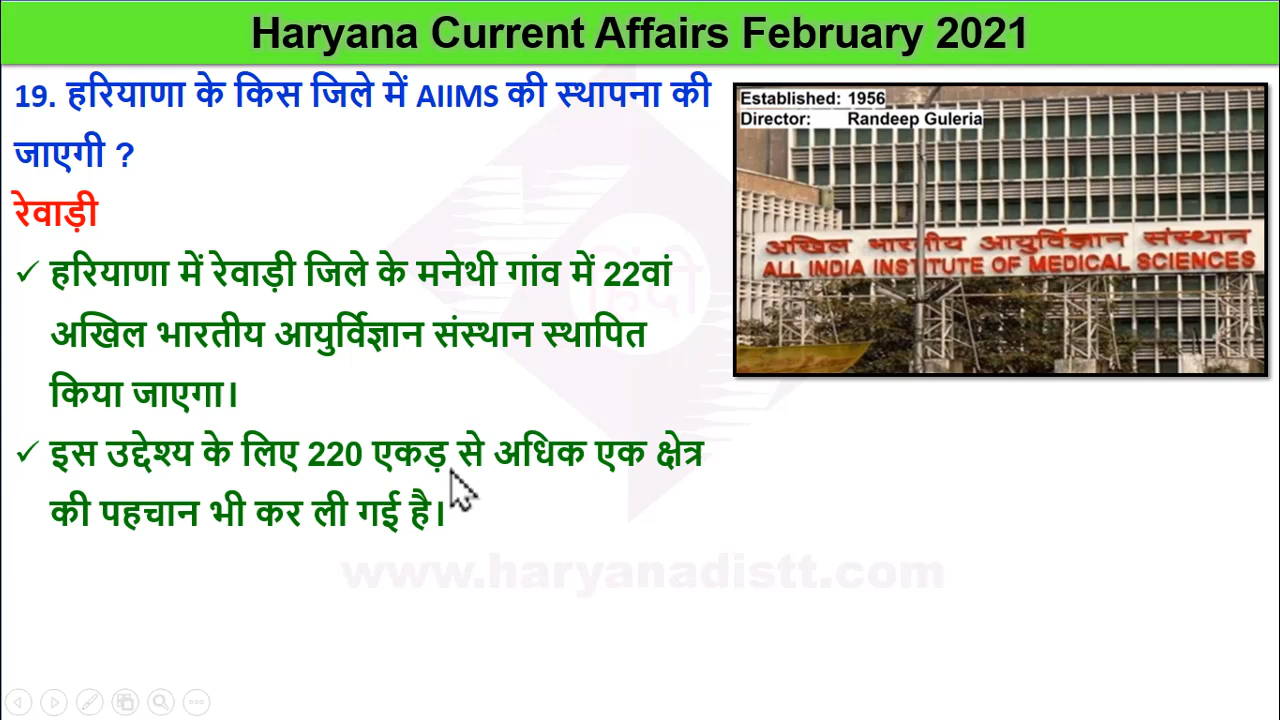 Haryana Current Affairs February 2021
19. हरियाणा के किस जिले में AIIMS की स्थापना की
जाएगी ?
रेवाड़ी
✓ हरियाणा में रेवाड़ी जिले के मनेथी गांव में 22वां
अखिल भारतीय आयुर्विज्ञान संस्थान स्थापित
किया जाएगा।
✓ इस उद्देश्य के लिए 220 एकड़ से अधिक एक क्षेत्र
की पहचान भी कर ली गई है।
Established: 1956
Director: Randeep Guleria
अखिल भारतीय आयुर्विज्ञान संस्थान
ALL INDIA INSTITUTE OF MEDICAL SCIENCES
हिंदी
www.haryanadistt.com